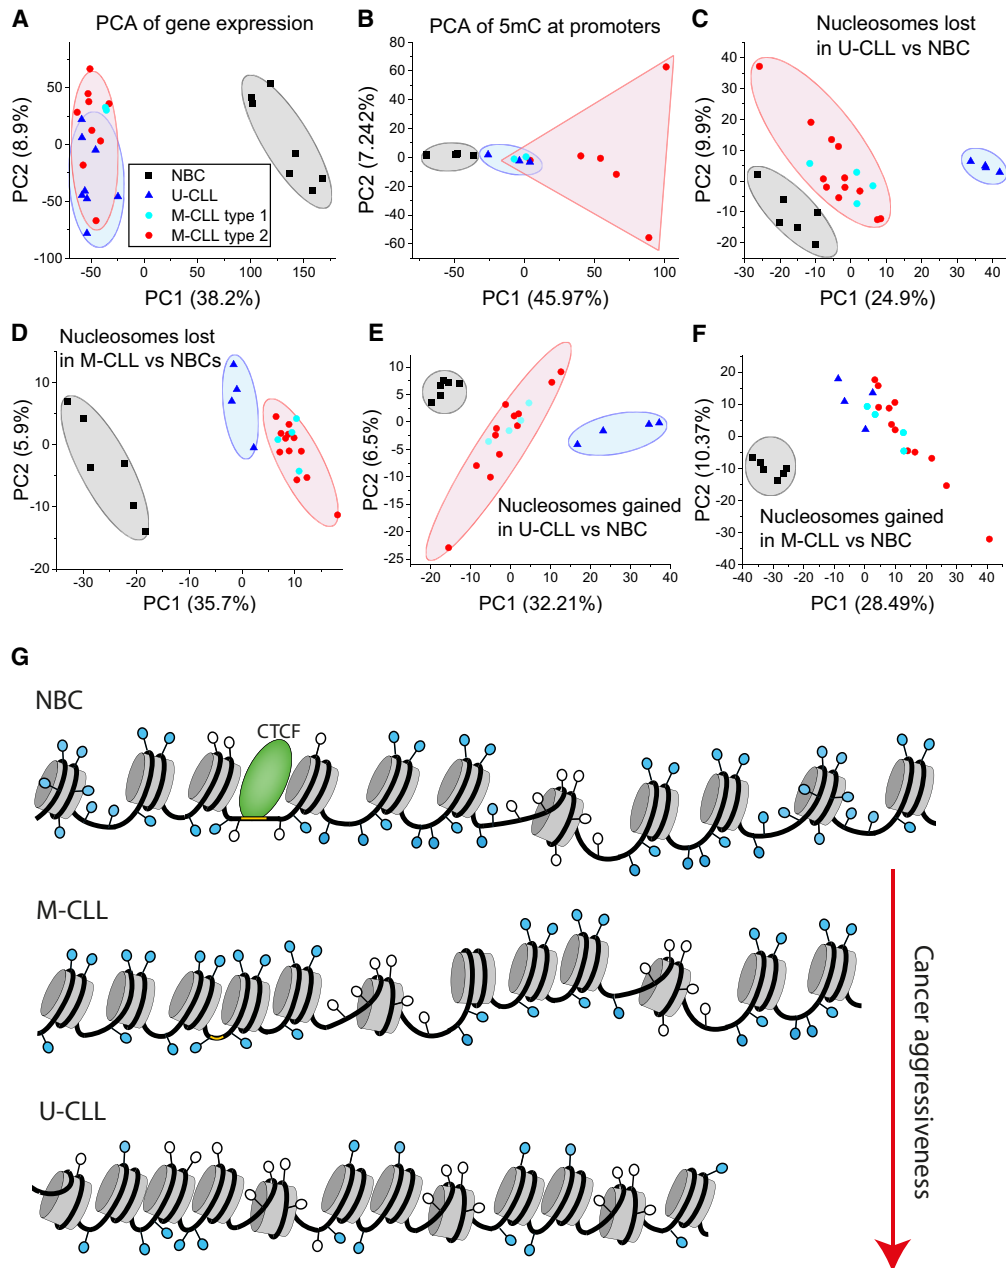 A
PCA of gene expression
PC2 (8.9%)
50
0
-50
-100
-50
0
50
100
150
PC1 (38.2%)
NBC
U-CLL
M-CLL type 1
M-CLL type 2
B
PCA of 5mC at promoters
PC2 (7.242%)
80
60
40
20
0
-20
-40
-60
-50
0
50
100
PC1 (45.97%)
C
Nucleosomes lost
in U-CLL vs NBC
PC2 (9.9%)
40
30
20
10
0
-10
-20
-30
-20
-10
0
10
20
30
40
PC1 (24.9%)
D
Nucleosomes lost
in M-CLL vs NBCs
PC2 (5.9%)
10
0
-10
-20
-30
-20
-10
0
10
PC1 (35.7%)
E
PC2 (6.5%)
15
10
5
0
-5
-10
-15
-20
-25
-20
-10
0
10
20
30
40
PC1 (32.21%)
Nucleosomes gained
in U-CLL vs NBC
F
PC2 (10.37%)
30
20
10
0
-10
-20
-30
-40
-40
-30
-20
-10
0
10
20
30
40
PC1 (28.49%)
Nucleosomes gained
in M-CLL vs NBC
G
NBC
CTCF
M-CLL
U-CLL
Cancer aggressiveness